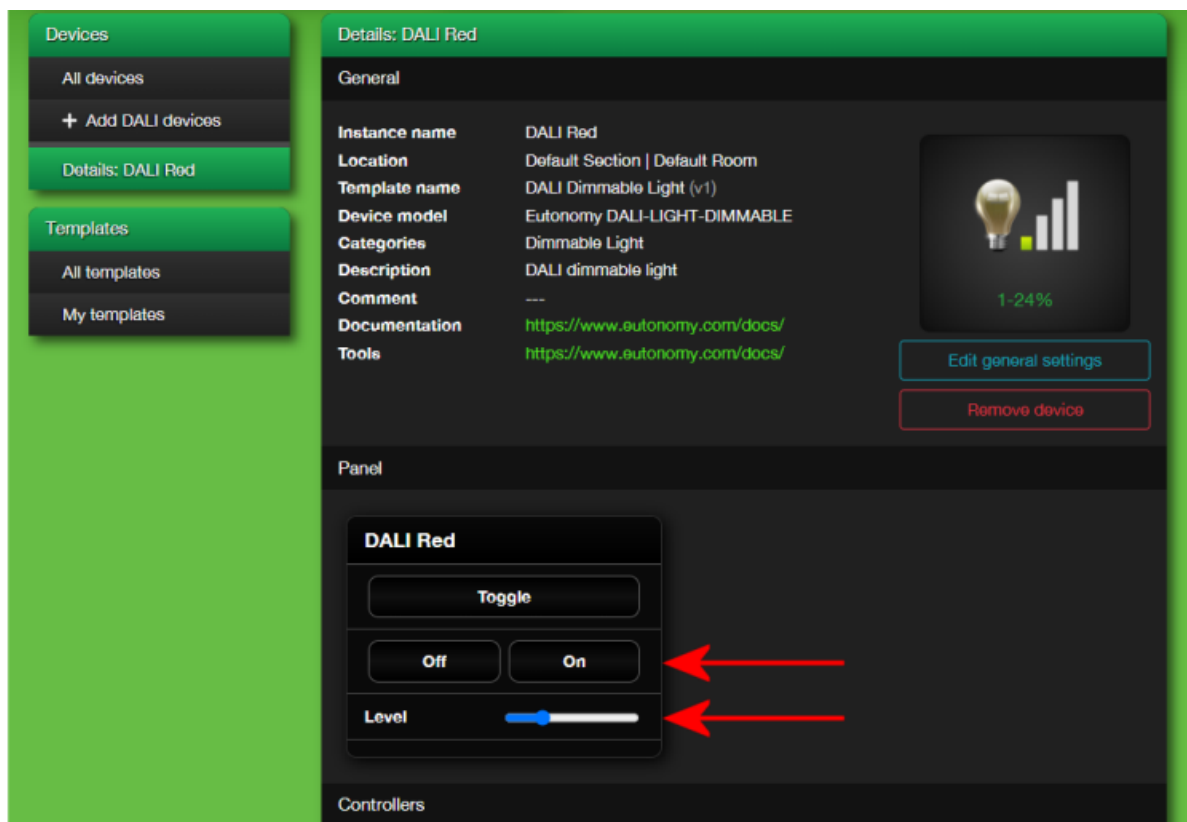 Devices
All devices
+ Add DALI devices
Details: DALI Red
Templates
All templates
My templates
Details: DALI Red
General
Instance name DALI Red
Location Default Section | Default Room
Template name DALI Dimmable Light (v1)
Device model Eutonomy DALI-LIGHT-DIMMABLE
Categories Dimmable Light
Description DALI dimmable light
Comment ---
Documentation https://www.eutonomy.com/docs/
Tools https://www.eutonomy.com/docs/
1-24%
Edit general settings
Remove device
Panel
DALI Red
Toggle
Off On
Level
Controllers